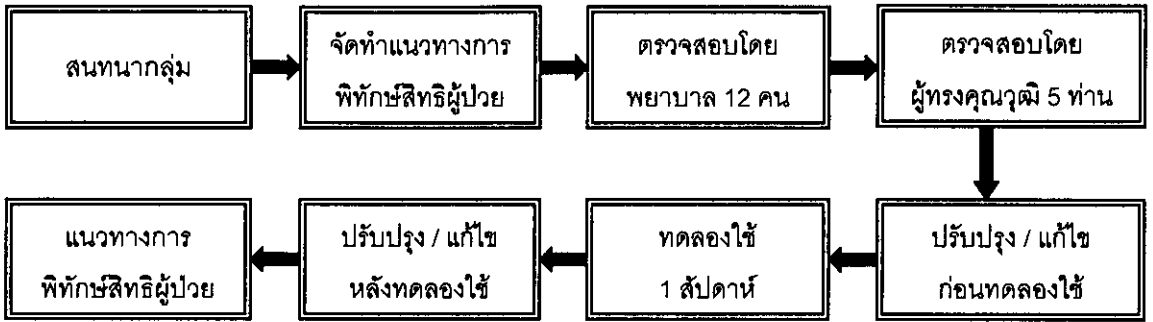 สนทนากลุ่ม
จัดทำแนวทางการ
พิทักษ์สิทธิผู้ป่วย
ตรวจสอบโดย
พยาบาล 12 คน
ตรวจสอบโดย
ผู้ทรงคุณวุฒิ 5 ท่าน
ปรับปรุง / แก้ไข
ก่อนทดลองใช้
ทดลองใช้
1 สัปดาห์
ปรับปรุง / แก้ไข
หลังทดลองใช้
แนวทางการ
พิทักษ์สิทธิผู้ป่วย